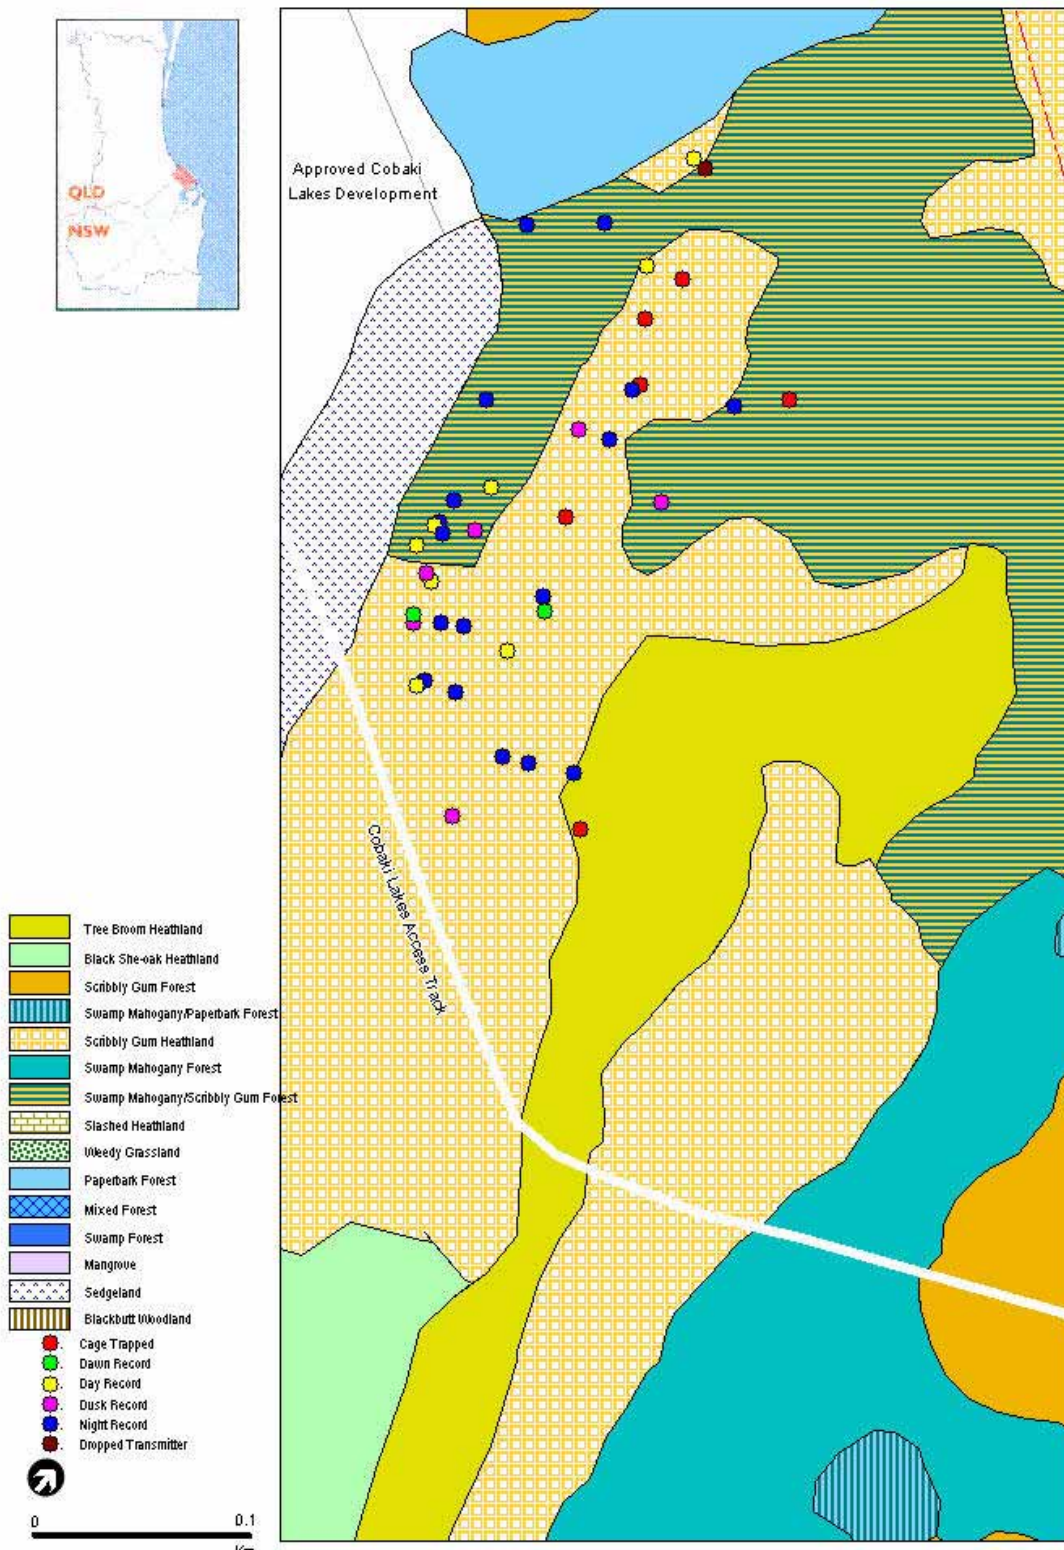 QLD
NSW
Approved Cobaki
Lakes Development
Cobaki Lakes Access Track
Tree Broom Heathland
Black She-oak Heathland
Scribbly Gum Forest
Swamp Mahogany/Paperbark Forest
Scribbly Gum Heathland
Swamp Mahogany Forest
Swamp Mahogany/Scribbly Gum Forest
Slashed Heathland
Weedy Grassland
Paperbark Forest
Mixed Forest
Swamp Forest
Mangrove
Sedgeland
Blackbutt Woodland
Cage Trapped
Dawn Record
Day Record
Dusk Record
Night Record
Dropped Transmitter
0 0.1